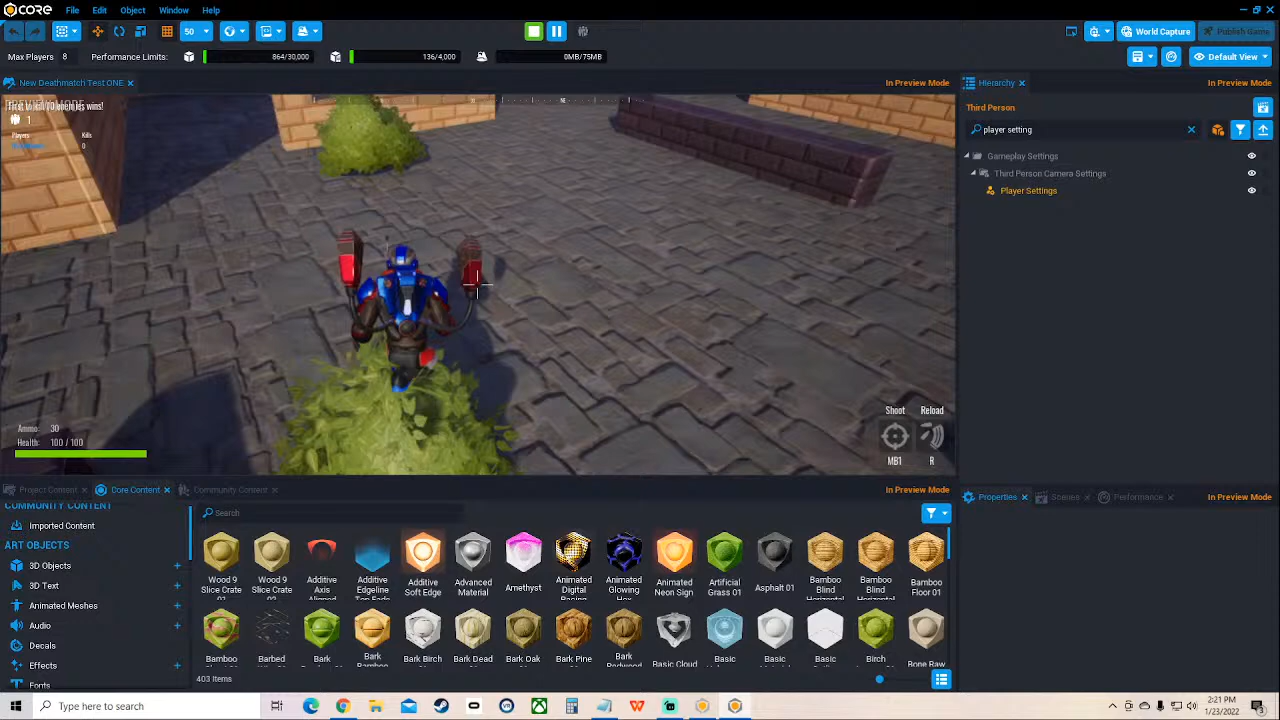 CORE File Edit Object Window Help
50 World Capture Publish Game
Max Players 8 Performance Limits: 864/30,000 136/4,000 0MB/75MB Default View
New Deathmatch Test ONE In Preview Mode Hierarchy In Preview Mode
First to kill 10 enemies wins!
1
Players Kills
0
Third Person
player setting
Gameplay Settings
Third Person Camera Settings
Player Settings
NE
Shoot Reload
MB1 R
Ammo: 30
Health: 100 / 100
Project Content Core Content Community Content In Preview Mode
Properties Scenes Performance In Preview Mode
COMMUNITY CONTENT
Imported Content
ART OBJECTS
3D Objects
3D Text
Animated Meshes
Audio
Decals
Effects
Fonts
Search
Wood 9 Slice Crate
Wood 9 Slice Crate
Additive Axis Aligned
Additive Edgeline
Additive Soft Edge
Advanced Material
Amethyst
Animated Digital
Animated Glowing
Animated Neon Sign
Artificial Grass 01
Asphalt 01
Bamboo Blind Horizontal
Bamboo Blind
Bamboo Floor 01
Bamboo
Barbed
Bark
Bark Bamboo
Bark Birch
Bark Dead
Bark Oak
Bark Pine
Bark Redwood
Basic Cloud
Basic
Basic
Basic
Birch
Bone Raw
403 Items
Type here to search
2:21 PM
1/23/2022
3